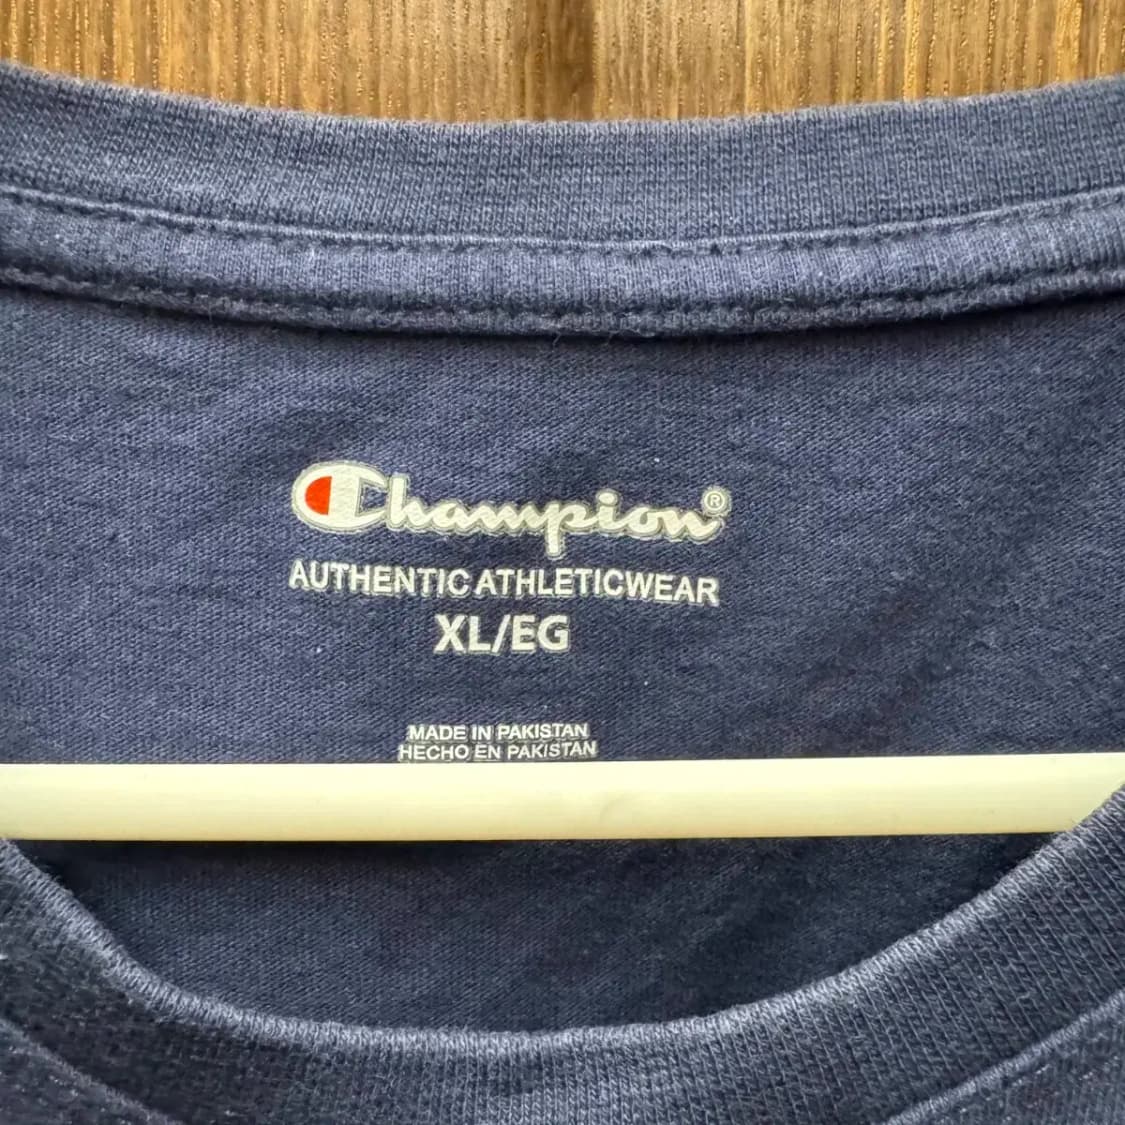 Champion®
AUTHENTIC ATHLETICWEAR
XL/EG
MADE IN PAKISTAN
HECHO EN PAKISTAN